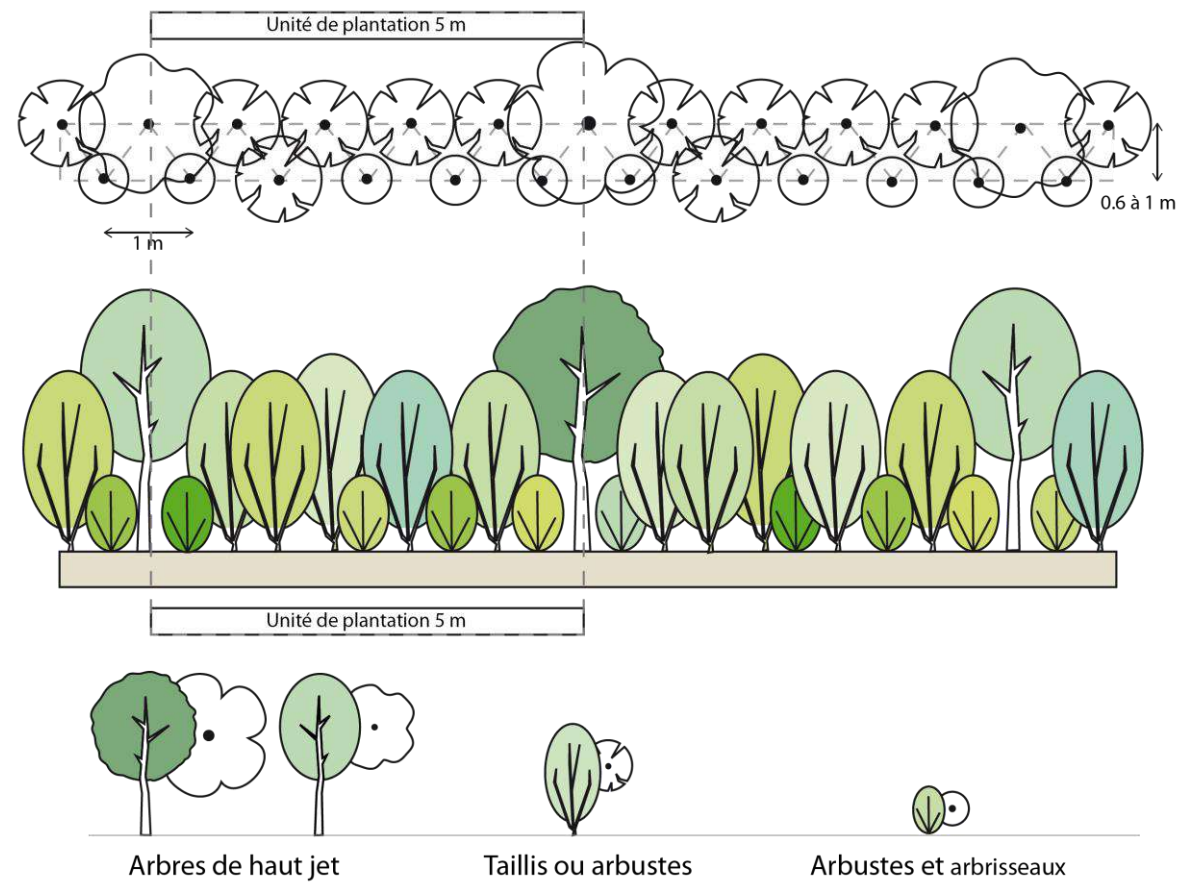 Unité de plantation 5 m
0.6 à 1 m
1 m
Unité de plantation 5 m
Arbres de haut jet
Taillis ou arbustes
Arbustes et arbrisseaux